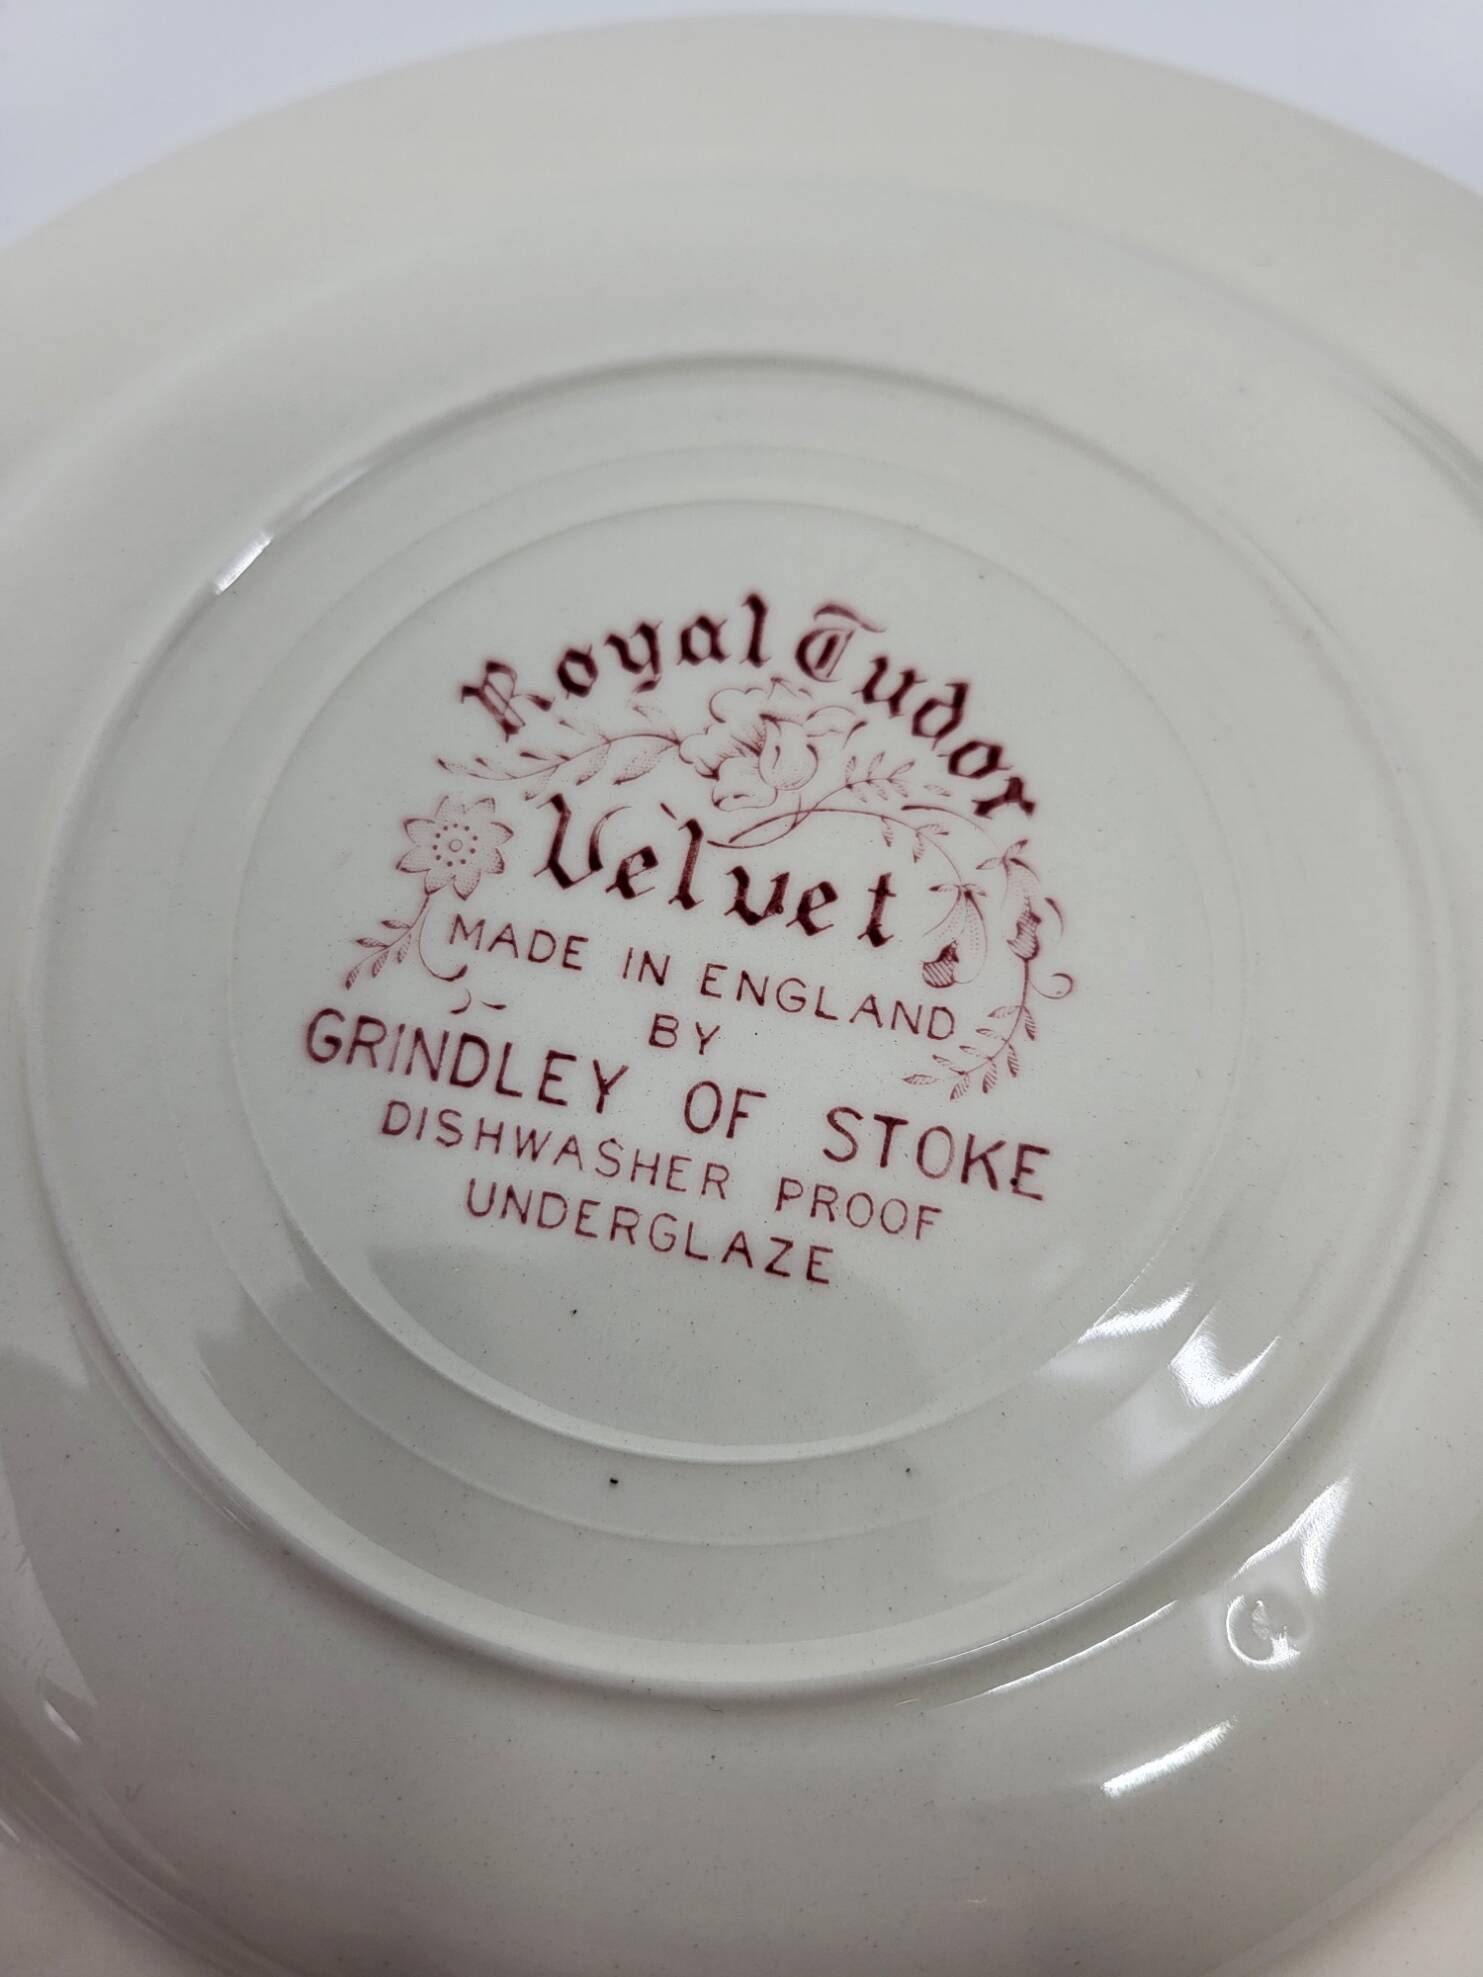 Royal Tudor
Velvet
MADE IN ENGLAND
BY
GRINDLEY OF STOKE
DISHWASHER PROOF
UNDERGLAZE